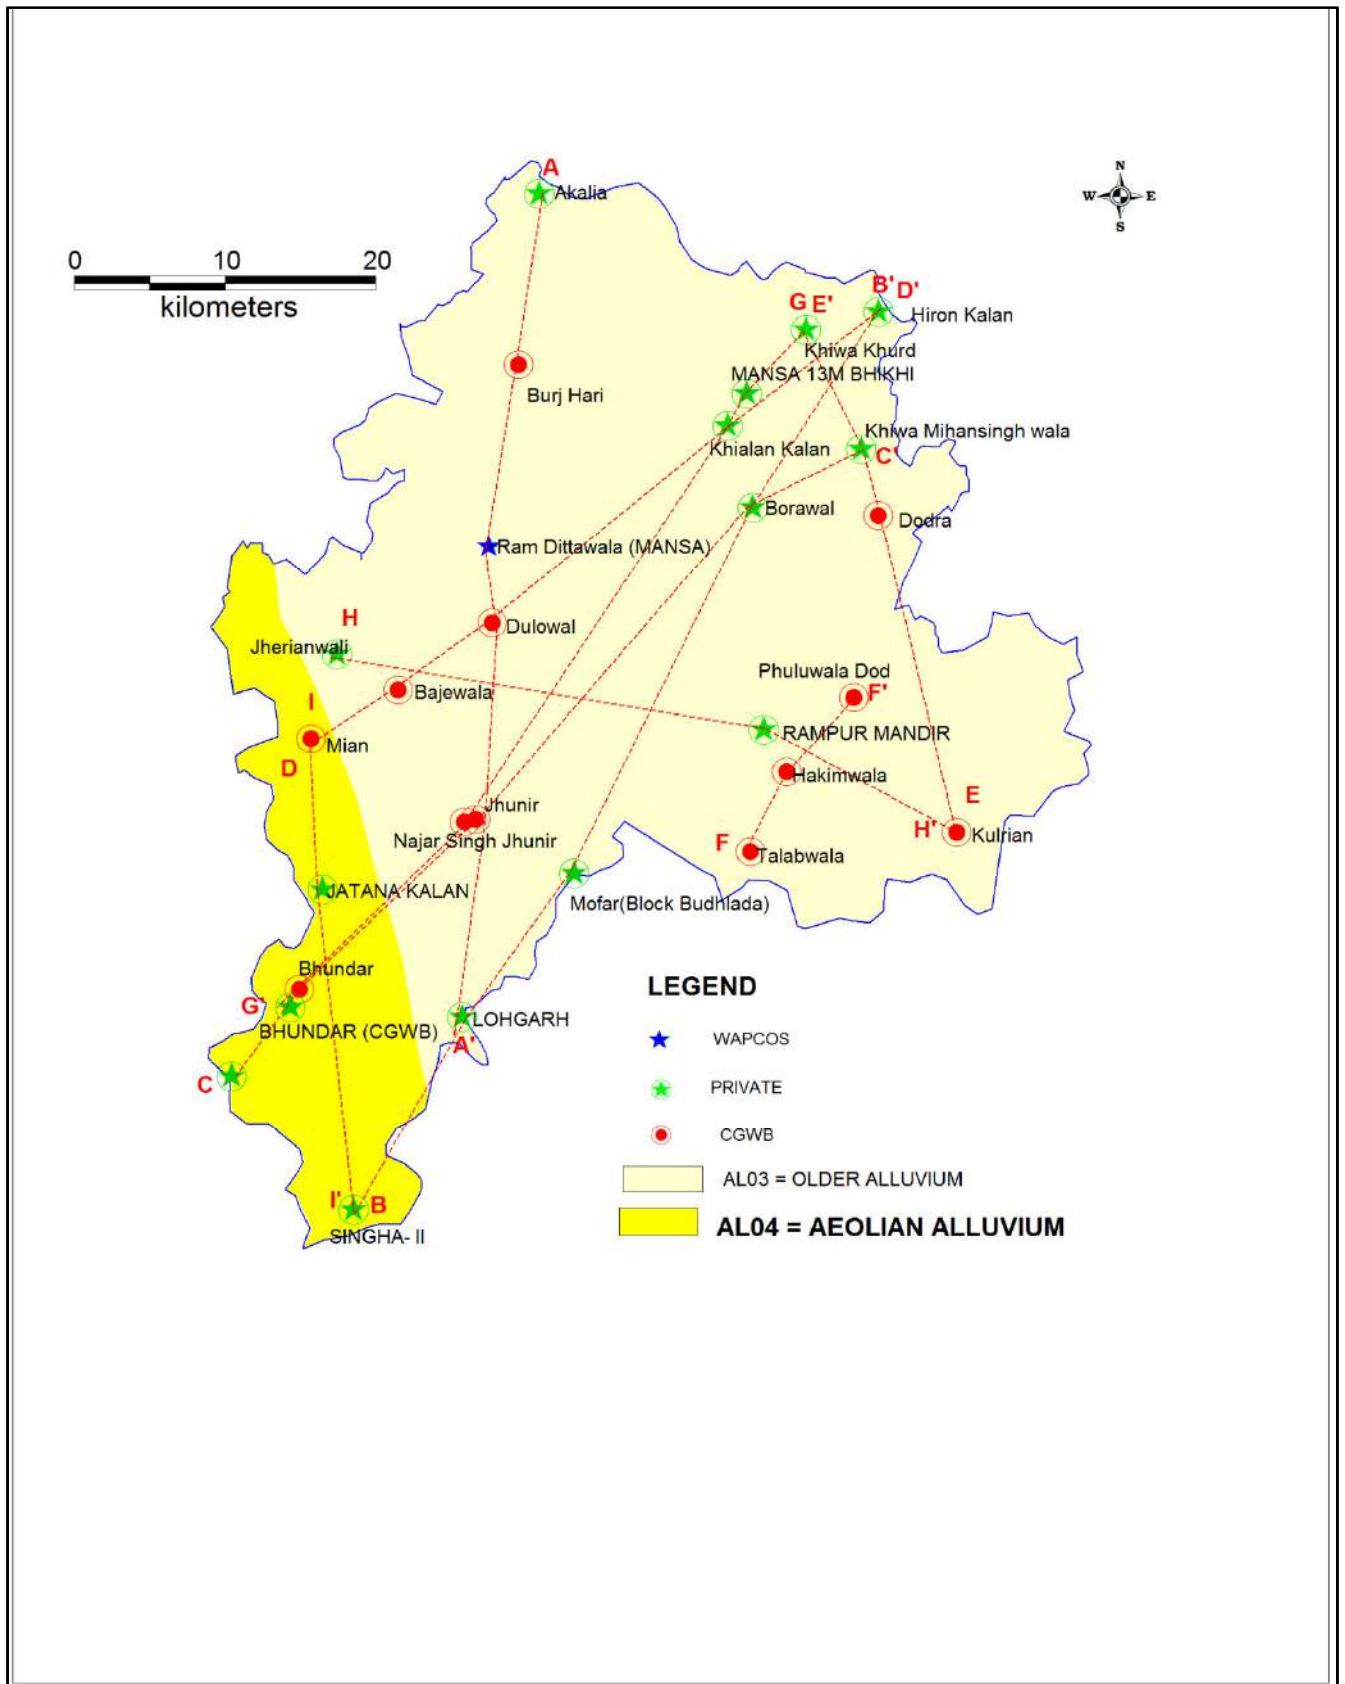 A
Akalia
N
W E
S
0 10 20
kilometers
B' D'
G E'
Hiron Kalan
Khiwa Khurd
MANSA 13M BHIKHI
Burj Hari
Khiwa Mihansingh wala
Khialan Kalan
C'
Borawal
Dodra
Ram Dittawala (MANSA)
H
Dulowal
Jherianwali
Phuluwala Dod
Bajewala
F'
I
RAMPUR MANDIR
Mian
D
Hakimwala
E
Jhunir
H'
Kulrian
Najar Singh Jhunir
F
Talabwala
JATANA KALAN
Mofar(Block Budhlada)
Bhundar
G'
BHUNDAR (CGWB)
LOHGARH
A'
C
I' B
SINGHA- II
LEGEND
WAPCOS
PRIVATE
CGWB
AL03 = OLDER ALLUVIUM
AL04 = AEOLIAN ALLUVIUM